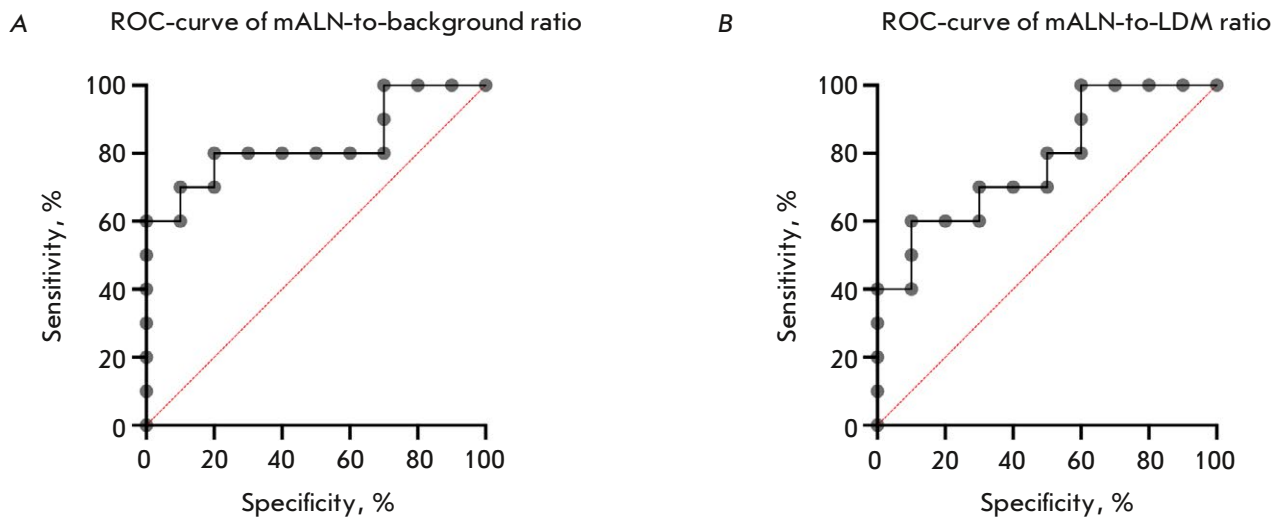 A
ROC-curve of mALN-to-background ratio
100
80
60
40
20
0
Sensitivity, %
0 20 40 60 80 100
Specificity, %
B
ROC-curve of mALN-to-LDM ratio
100
80
60
40
20
0
Sensitivity, %
0 20 40 60 80 100
Specificity, %